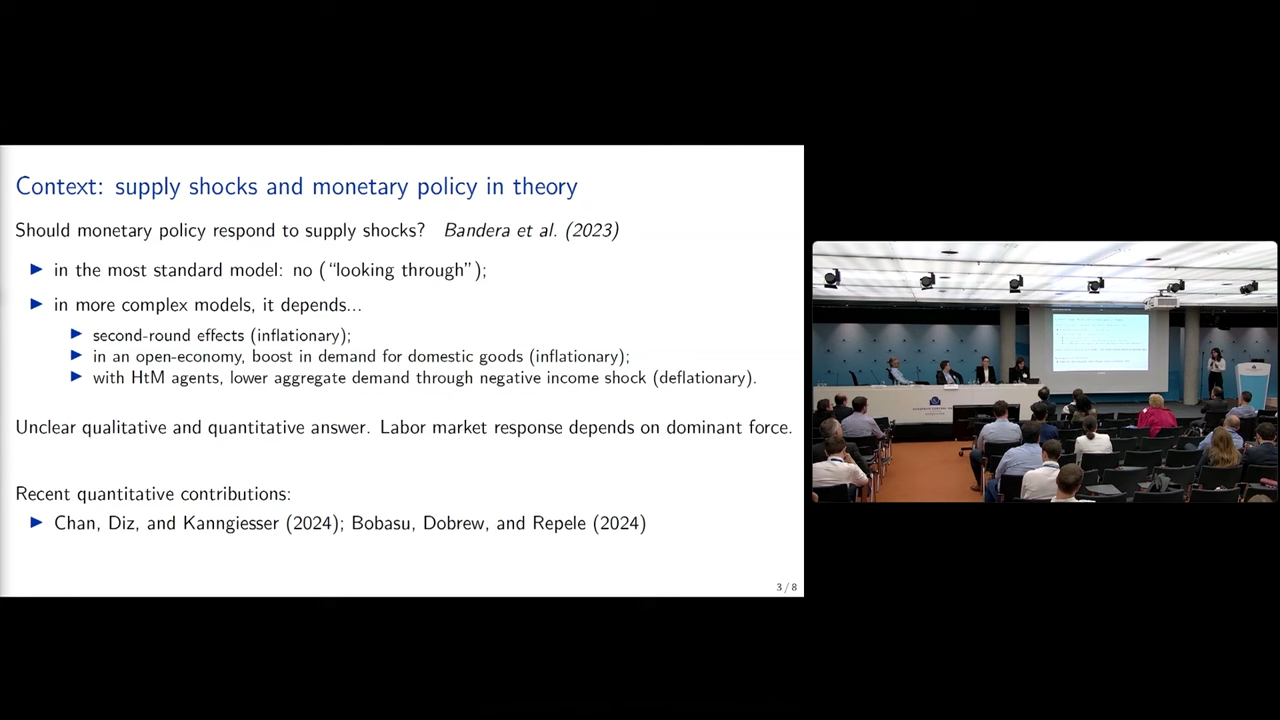 Context: supply shocks and monetary policy in theory
Should monetary policy respond to supply shocks? Bandera et al. (2023)
▶ in the most standard model: no (“looking through”);
▶ in more complex models, it depends...
▶ second-round effects (inflationary);
▶ in an open-economy, boost in demand for domestic goods (inflationary);
▶ with HtM agents, lower aggregate demand through negative income shock (deflationary).
Unclear qualitative and quantitative answer. Labor market response depends on dominant force.
Recent quantitative contributions:
▶ Chan, Diz, and Kanngiesser (2024); Bobasu, Dobrew, and Repele (2024)
3 / 8